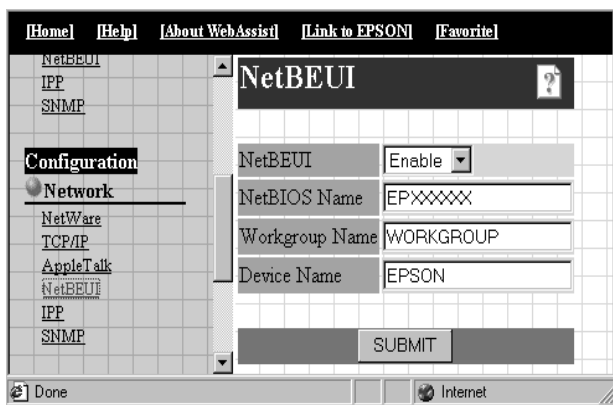 [Home] [Help] [About WebAssist] [Link to EPSON] [Favorite]
NetBEUI
IPP
SNMP
Configuration
Network
NetWare
TCP/IP
AppleTalk
NetBEUI
IPP
SNMP
NetBEUI
?
NetBEUI Enable
NetBIOS Name EPXXXXXX
Workgroup Name WORKGROUP
Device Name EPSON
SUBMIT
Done Internet